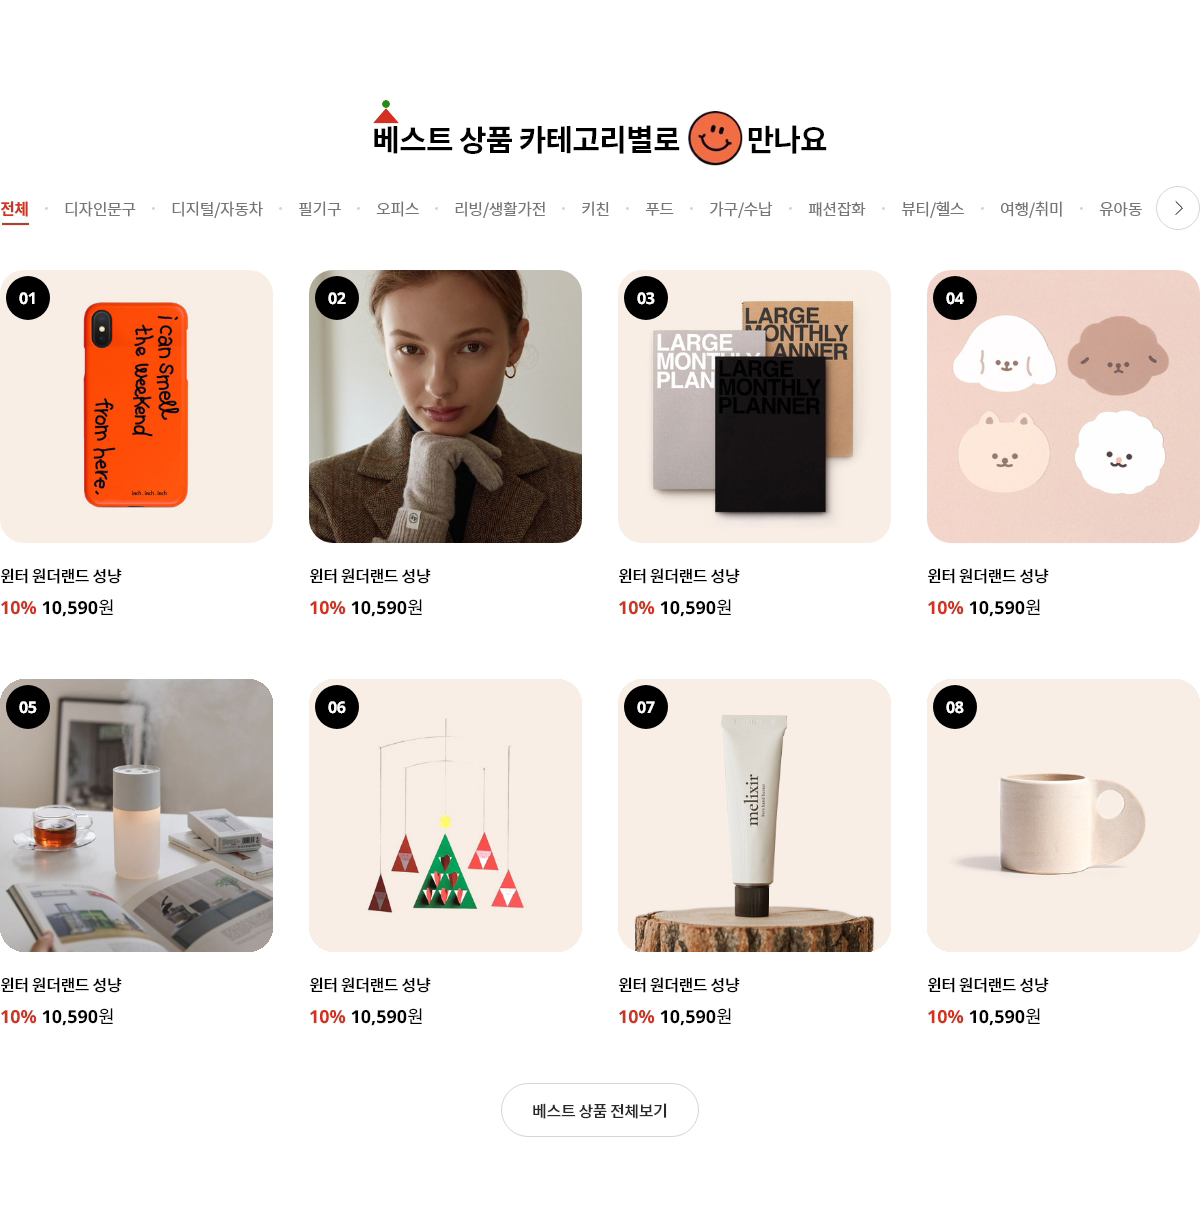 베스트 상품 카테고리별로 만나요
전체 · 디자인문구 · 디지털/자동차 · 필기구 · 오피스 · 리빙/생활가전 · 키친 · 푸드 · 가구/수납 · 패션잡화 · 뷰티/헬스 · 여행/취미 · 유아동
01
i can smell
the weekend
from here.
lach.lach.lach
02
03
LARGE
MONTHLY
PLANNER
LARGE
MONTHLY
PLAN
LARGE
MONTHLY
PLANNER
04
윈터 원더랜드 성냥
10% 10,590원
윈터 원더랜드 성냥
10% 10,590원
윈터 원더랜드 성냥
10% 10,590원
윈터 원더랜드 성냥
10% 10,590원
05
06
07
melixir
08
윈터 원더랜드 성냥
10% 10,590원
윈터 원더랜드 성냥
10% 10,590원
윈터 원더랜드 성냥
10% 10,590원
윈터 원더랜드 성냥
10% 10,590원
베스트 상품 전체보기